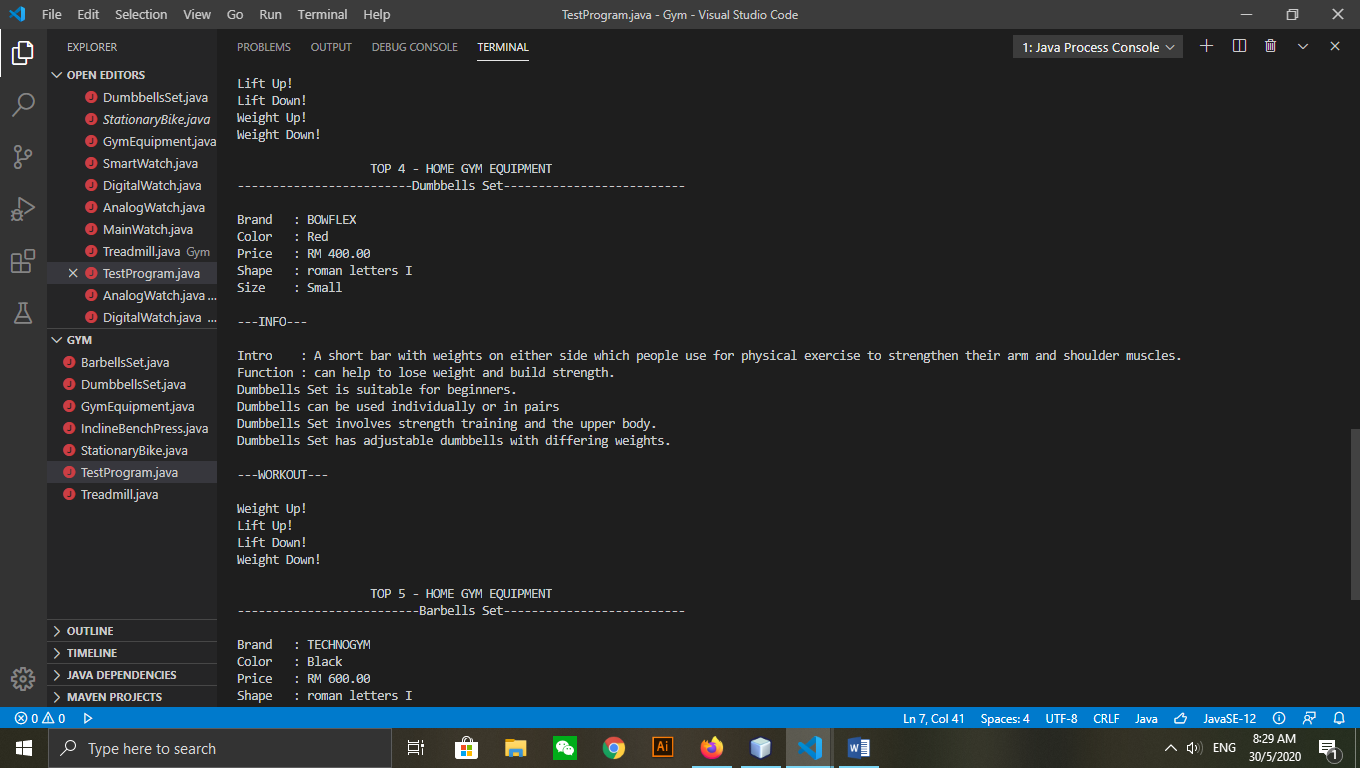 File Edit Selection View Go Run Terminal Help TestProgram.java - Gym - Visual Studio Code
EXPLORER
OPEN EDITORS
DumbbellsSet.java
StationaryBike.java
GymEquipment.java
SmartWatch.java
DigitalWatch.java
AnalogWatch.java
MainWatch.java
Treadmill.java Gym
TestProgram.java
AnalogWatch.java ...
DigitalWatch.java ...
GYM
BarbellsSet.java
DumbbellsSet.java
GymEquipment.java
InclineBenchPress.java
StationaryBike.java
TestProgram.java
Treadmill.java
OUTLINE
TIMELINE
JAVA DEPENDENCIES
MAVEN PROJECTS
PROBLEMS OUTPUT DEBUG CONSOLE TERMINAL 1: Java Process Console
Lift Up!
Lift Down!
Weight Up!
Weight Down!
TOP 4 - HOME GYM EQUIPMENT
-------------------------Dumbbells Set--------------------------
Brand : BOWFLEX
Color : Red
Price : RM 400.00
Shape : roman letters I
Size : Small
---INFO---
Intro : A short bar with weights on either side which people use for physical exercise to strengthen their arm and shoulder muscles.
Function : can help to lose weight and build strength.
Dumbbells Set is suitable for beginners.
Dumbbells can be used individually or in pairs
Dumbbells Set involves strength training and the upper body.
Dumbbells Set has adjustable dumbbells with differing weights.
---WORKOUT---
Weight Up!
Lift Up!
Lift Down!
Weight Down!
TOP 5 - HOME GYM EQUIPMENT
--------------------------Barbells Set--------------------------
Brand : TECHNOGYM
Color : Black
Price : RM 600.00
Shape : roman letters I
0 0 Ln 7, Col 41 Spaces: 4 UTF-8 CRLF Java JavaSE-12
Type here to search Ai ENG 8:29 AM
30/5/2020 1